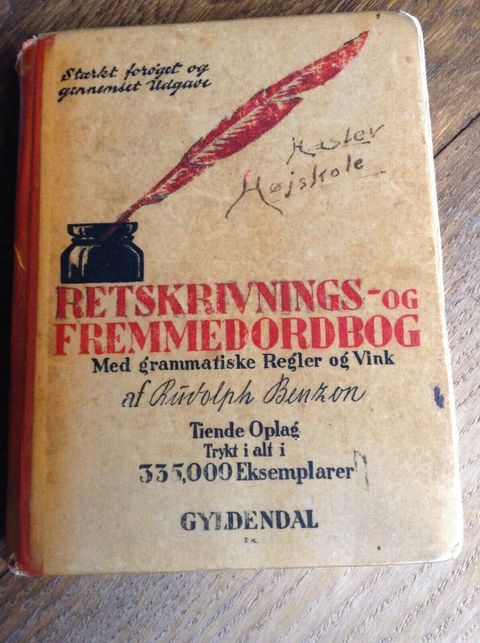 Stærkt forøget og
gennemset Udgave
Haslev
Højskole
RETSKRIVNINGS-OG
FREMMEDORDBOG
Med grammatiske Regler og Vink
af Rudolph Benzon
Tiende Oplag
Trykt i alt i
335,000 Eksemplarer
GYLDENDAL